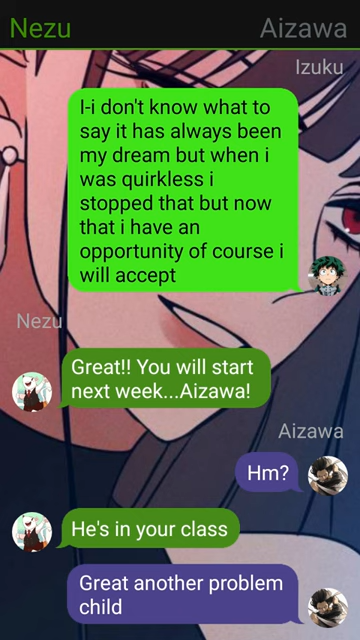 Nezu Aizawa
Izuku
I-i don't know what to
say it has always been
my dream but when i
was quirkless i
stopped that but now
that i have an
opportunity of course i
will accept
Nezu
Great!! You will start
next week...Aizawa!
Aizawa
Hm?
He's in your class
Great another problem
child